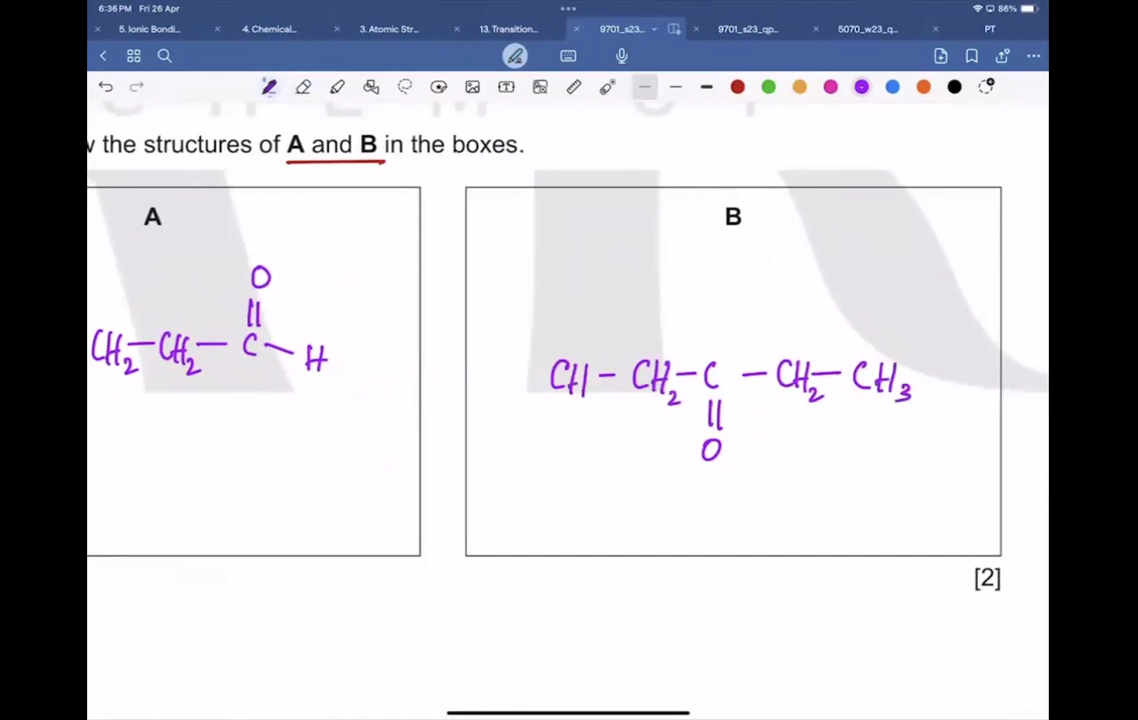 6:36 PM Fri 26 Apr
86%
5. Ionic Bondi...
4. Chemical...
3. Atomic Str...
13. Transition...
9701_s23...
9701_s23_qp...
5070_w23_q...
PT
the structures of A and B in the boxes.
A
O
||
CH2-CH2-C-H
B
CH-CH2-C-CH2-CH3
||
O
[2]